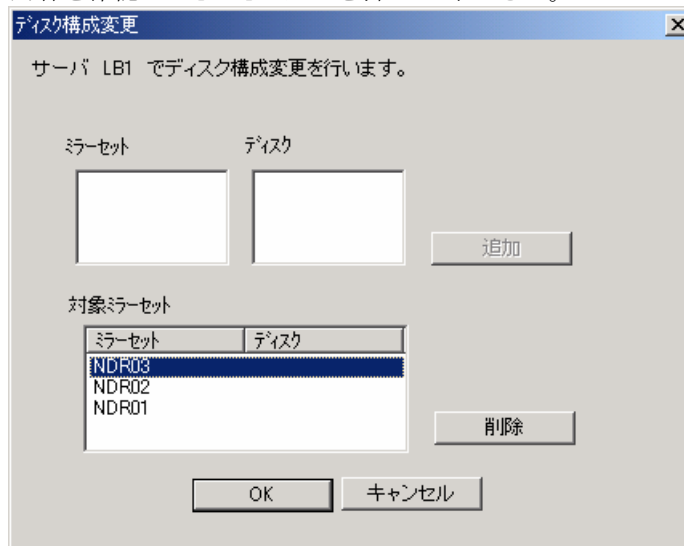 ディスク構成変更
サーバ LB1 でディスク構成変更を行います。
ミラーセット ディスク
追加
対象ミラーセット
ミラーセット ディスク
NDR03
NDR02
NDR01
削除
OK キャンセル